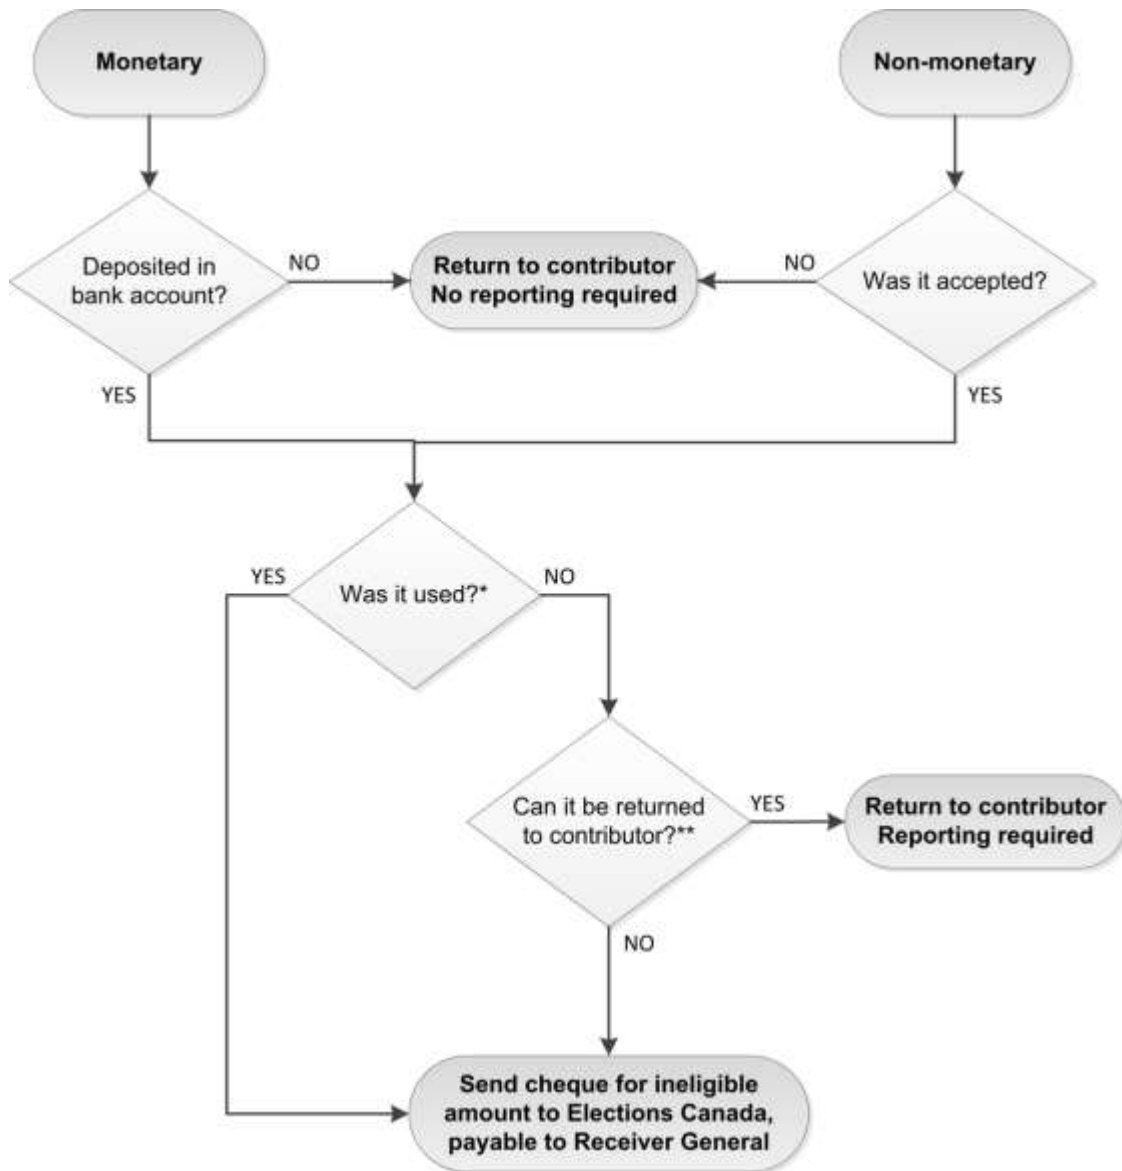 Monetary
Non-monetary
Deposited in
bank account?
NO
Return to contributor
No reporting required
NO
Was it accepted?
YES
YES
YES
Was it used?*
NO
Can it be returned
to contributor?**
YES
Return to contributor
Reporting required
NO
Send cheque for ineligible
amount to Elections Canada,
payable to Receiver General